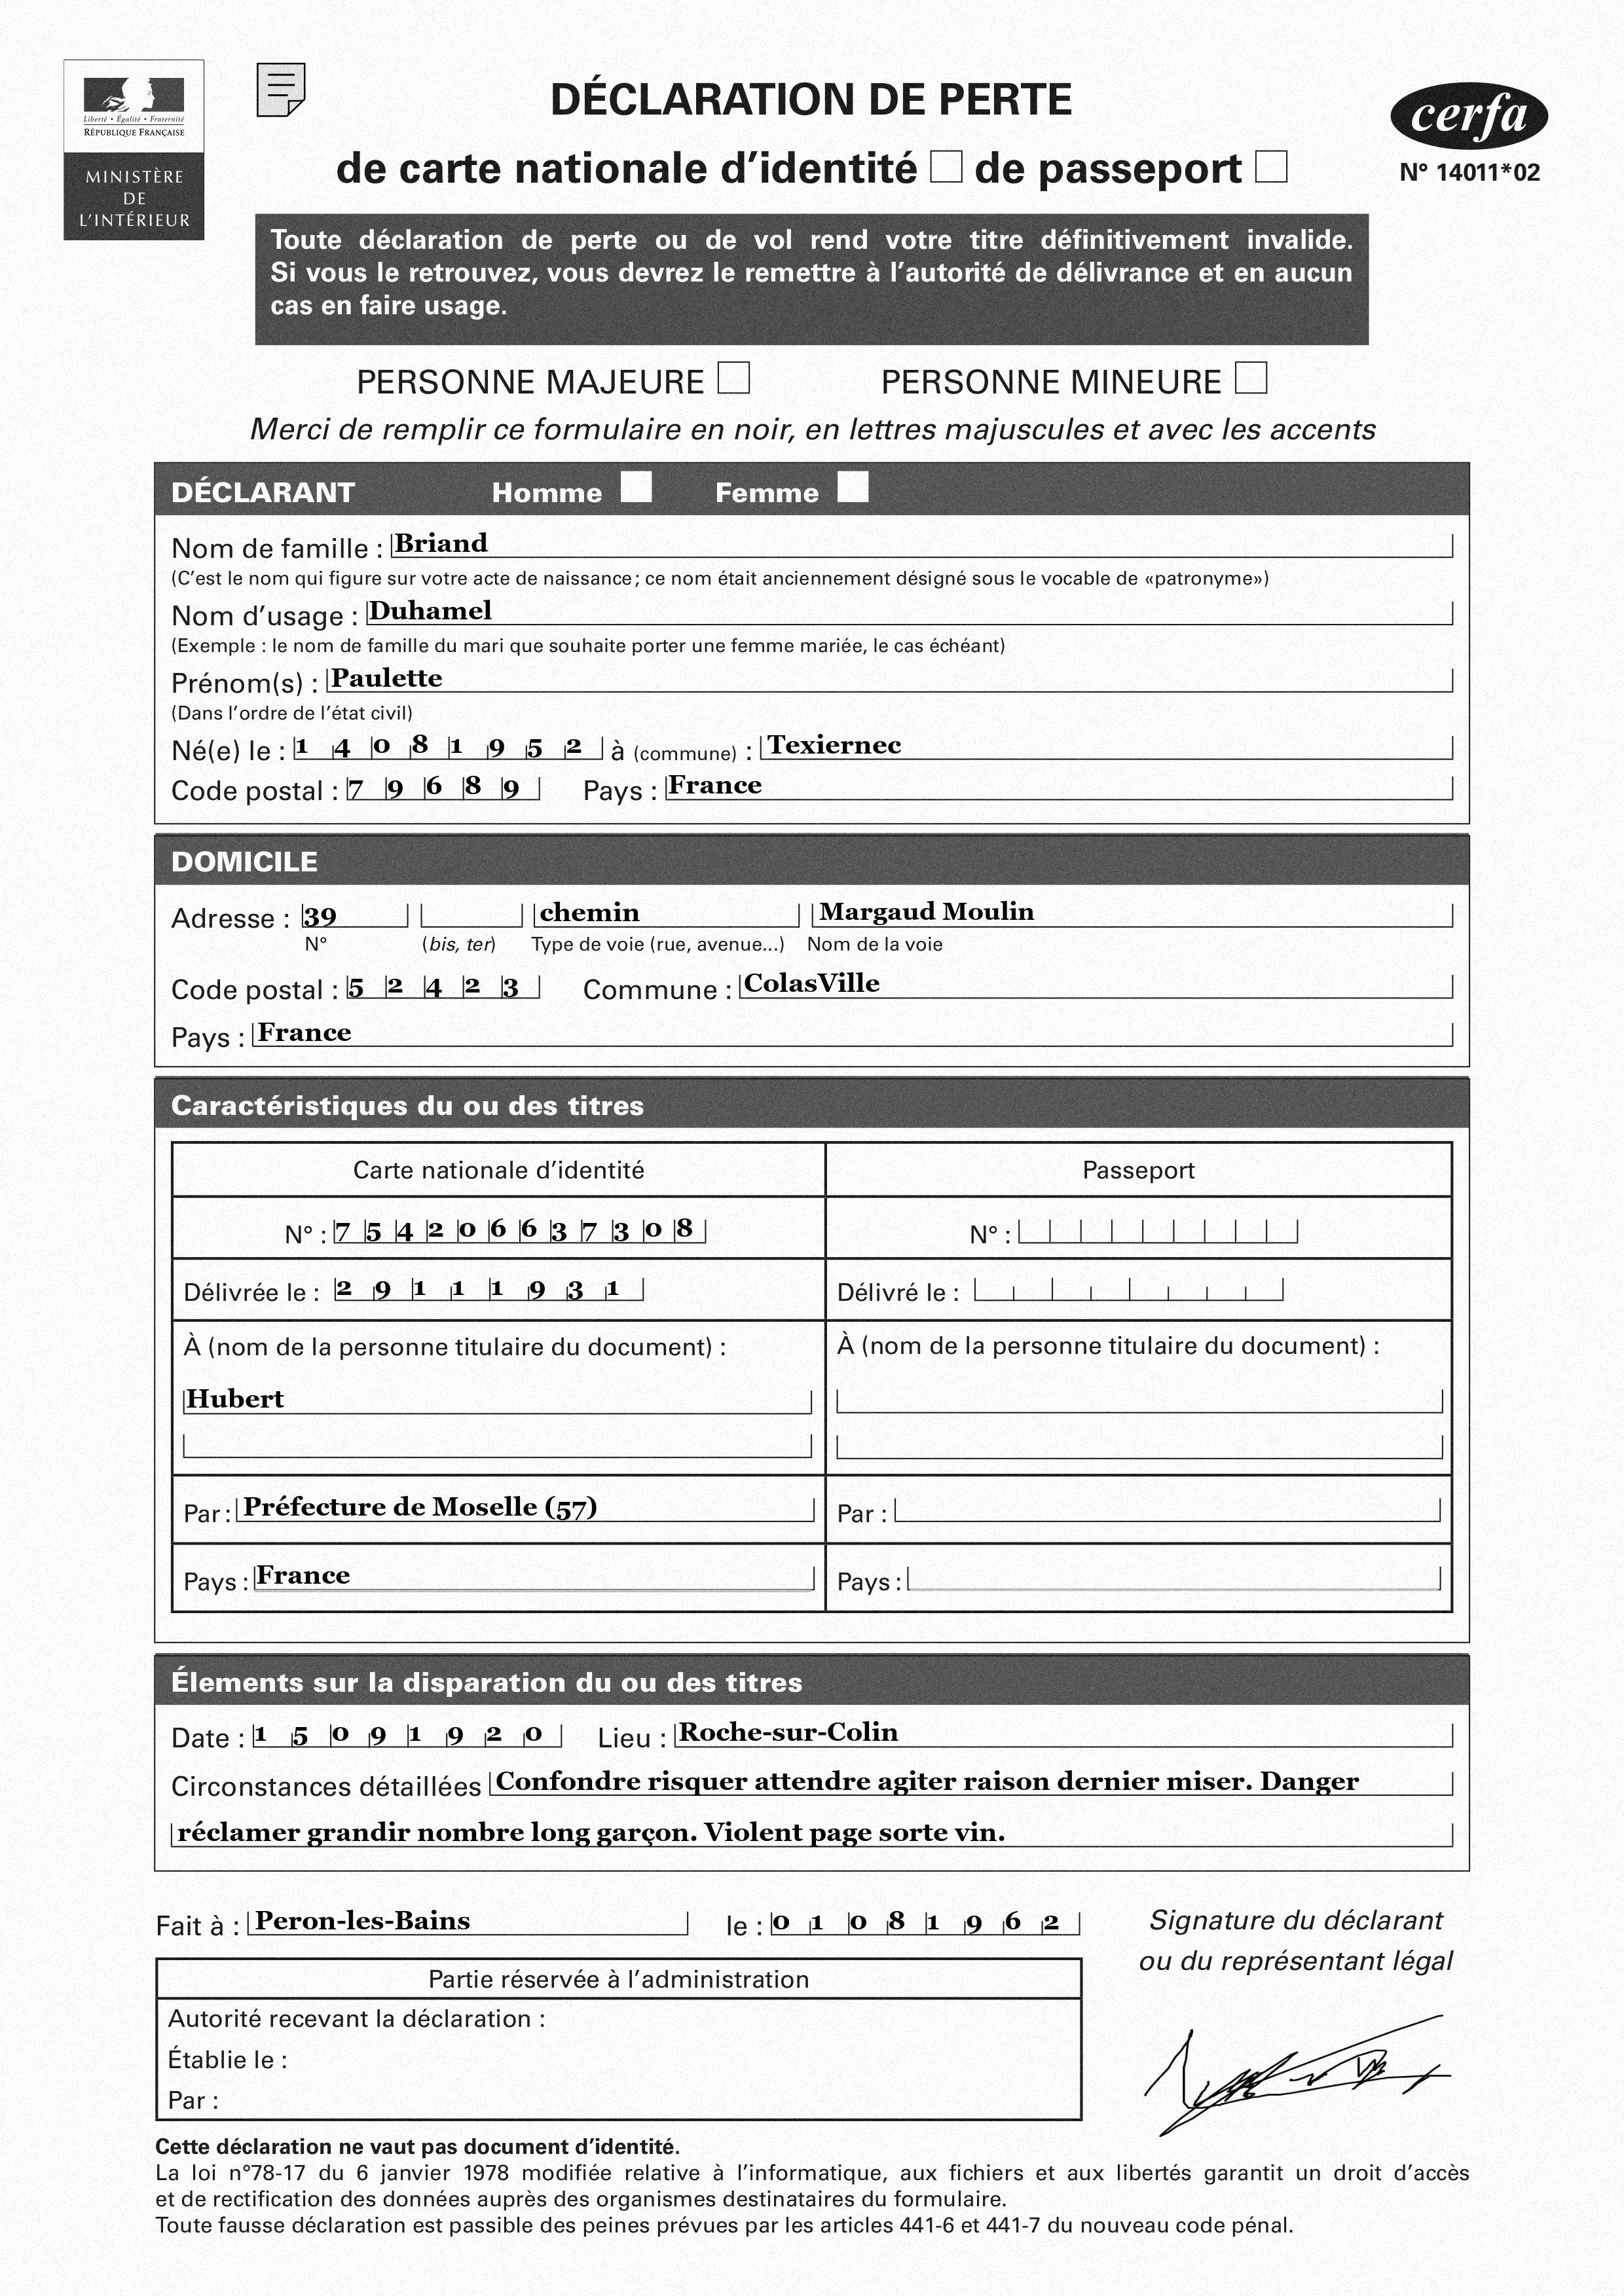 Liberté • Égalité • Fraternité
RÉPUBLIQUE FRANÇAISE
MINISTÈRE
DE
L'INTÉRIEUR
DÉCLARATION DE PERTE
de carte nationale d'identité de passeport
cerfa
N° 14011*02
Toute déclaration de perte ou de vol rend votre titre définitivement invalide.
Si vous le retrouvez, vous devrez le remettre à l'autorité de délivrance et en aucun
cas en faire usage.
PERSONNE MAJEURE PERSONNE MINEURE
Merci de remplir ce formulaire en noir, en lettres majuscules et avec les accents
DÉCLARANT Homme Femme
Nom de famille : Briand
(C'est le nom qui figure sur votre acte de naissance ; ce nom était anciennement désigné sous le vocable de «patronyme»)
Nom d'usage : Duhamel
(Exemple : le nom de famille du mari que souhaite porter une femme mariée, le cas échéant)
Prénom(s) : Paulette
(Dans l'ordre de l'état civil)
Né(e) le : 1 4 0 8 1 9 5 2 à (commune) : Texiernec
Code postal : 7 9 6 8 9 Pays : France
DOMICILE
Adresse : 39 chemin Margaud Moulin
N° (bis, ter) Type de voie (rue, avenue...) Nom de la voie
Code postal : 5 2 4 2 3 Commune : ColasVille
Pays : France
Caractéristiques du ou des titres
Carte nationale d'identité Passeport
N° : 7 5 4 2 0 6 6 3 7 3 0 8 N° :
Délivrée le : 2 9 1 1 1 9 3 1 Délivré le :
À (nom de la personne titulaire du document) : À (nom de la personne titulaire du document) :
Hubert
Par : Préfecture de Moselle (57) Par :
Pays : France Pays :
Élements sur la disparation du ou des titres
Date : 1 5 0 9 1 9 2 0 Lieu : Roche-sur-Colin
Circonstances détaillées Confondre risquer attendre agiter raison dernier miser. Danger
réclamer grandir nombre long garçon. Violent page sorte vin.
Fait à : Peron-les-Bains le : 0 1 0 8 1 9 6 2
Signature du déclarant
ou du représentant légal
Partie réservée à l'administration
Autorité recevant la déclaration :
Établie le :
Par :
Cette déclaration ne vaut pas document d'identité.
La loi n°78-17 du 6 janvier 1978 modifiée relative à l'informatique, aux fichiers et aux libertés garantit un droit d'accès
et de rectification des données auprès des organismes destinataires du formulaire.
Toute fausse déclaration est passible des peines prévues par les articles 441-6 et 441-7 du nouveau code pénal.